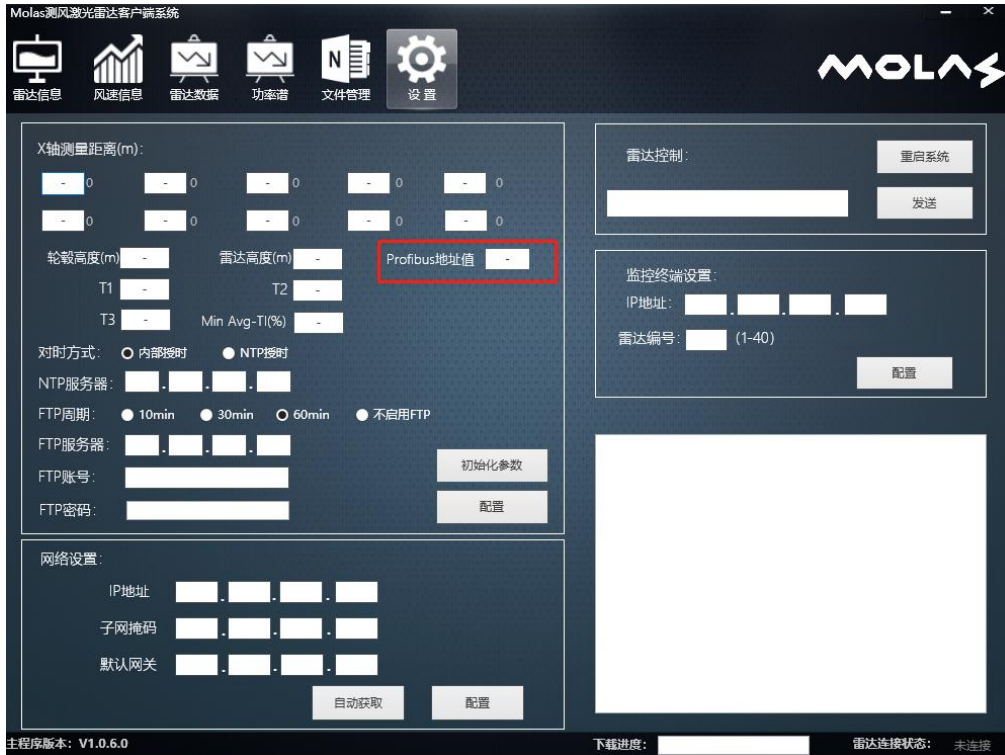 Molas测风激光雷达客户端系统
雷达信息 风速信息 雷达数据 功率谱 N 文件管理 设置
MOLAS
X轴测量距离(m):
- 0 - 0 - 0 - 0 - 0
- 0 - 0 - 0 - 0 - 0
轮毂高度(m) - 雷达高度(m) - Profibus地址值 -
T1 - T2 -
T3 - Min Avg-TI(%) -
对时方式: 内部授时 NTP授时
NTP服务器: . . .
FTP周期: 10min 30min 60min 不启用FTP
FTP服务器: . . .
FTP账号:
FTP密码:
初始化参数
配置
网络设置:
IP地址 . . .
子网掩码 . . .
默认网关 . . .
自动获取 配置
雷达控制: 重启系统
发送
监控终端设置:
IP地址: . . .
雷达编号: (1-40)
配置
主程序版本: V1.0.6.0 下载进度: 雷达连接状态: 未连接